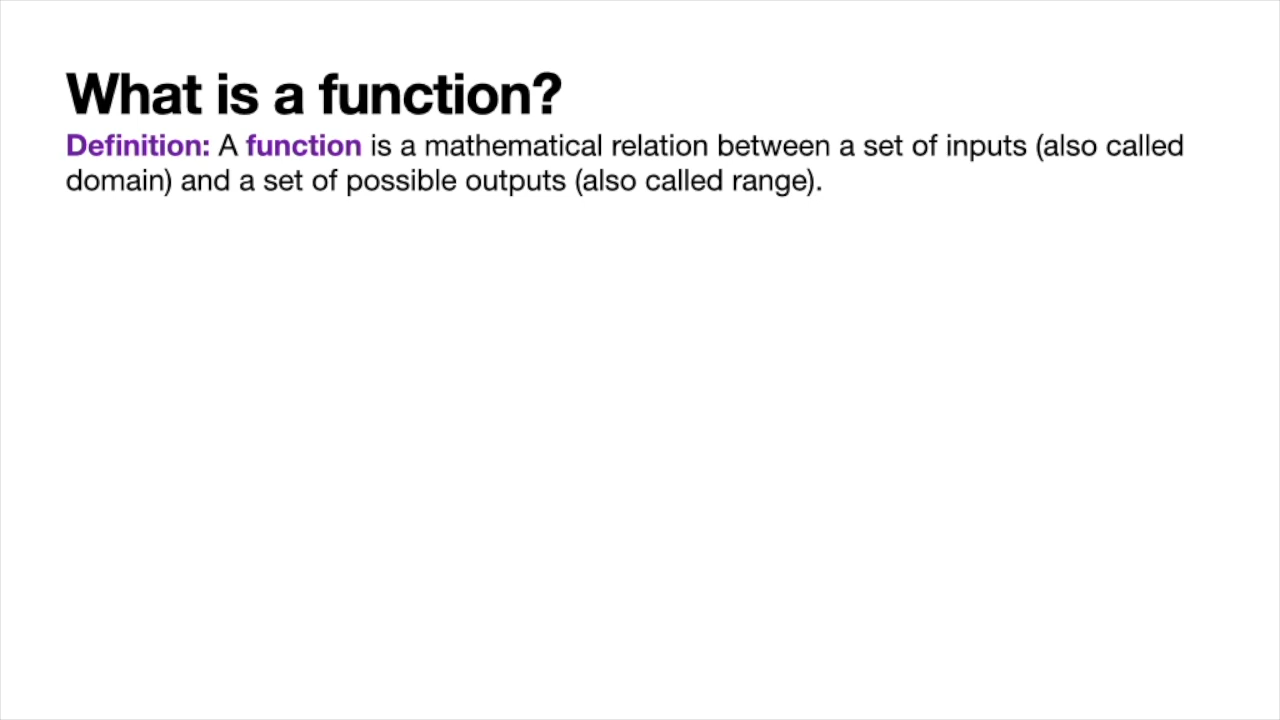 What is a function?
Definition: A function is a mathematical relation between a set of inputs (also called
domain) and a set of possible outputs (also called range).